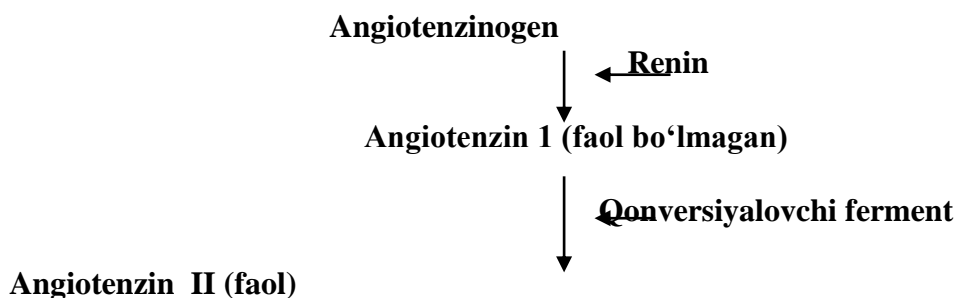 Angiotenzinogen
Renin
Angiotenzin 1 (faol bo‘lmagan)
Qonversiyalovchi ferment
Angiotenzin II (faol)